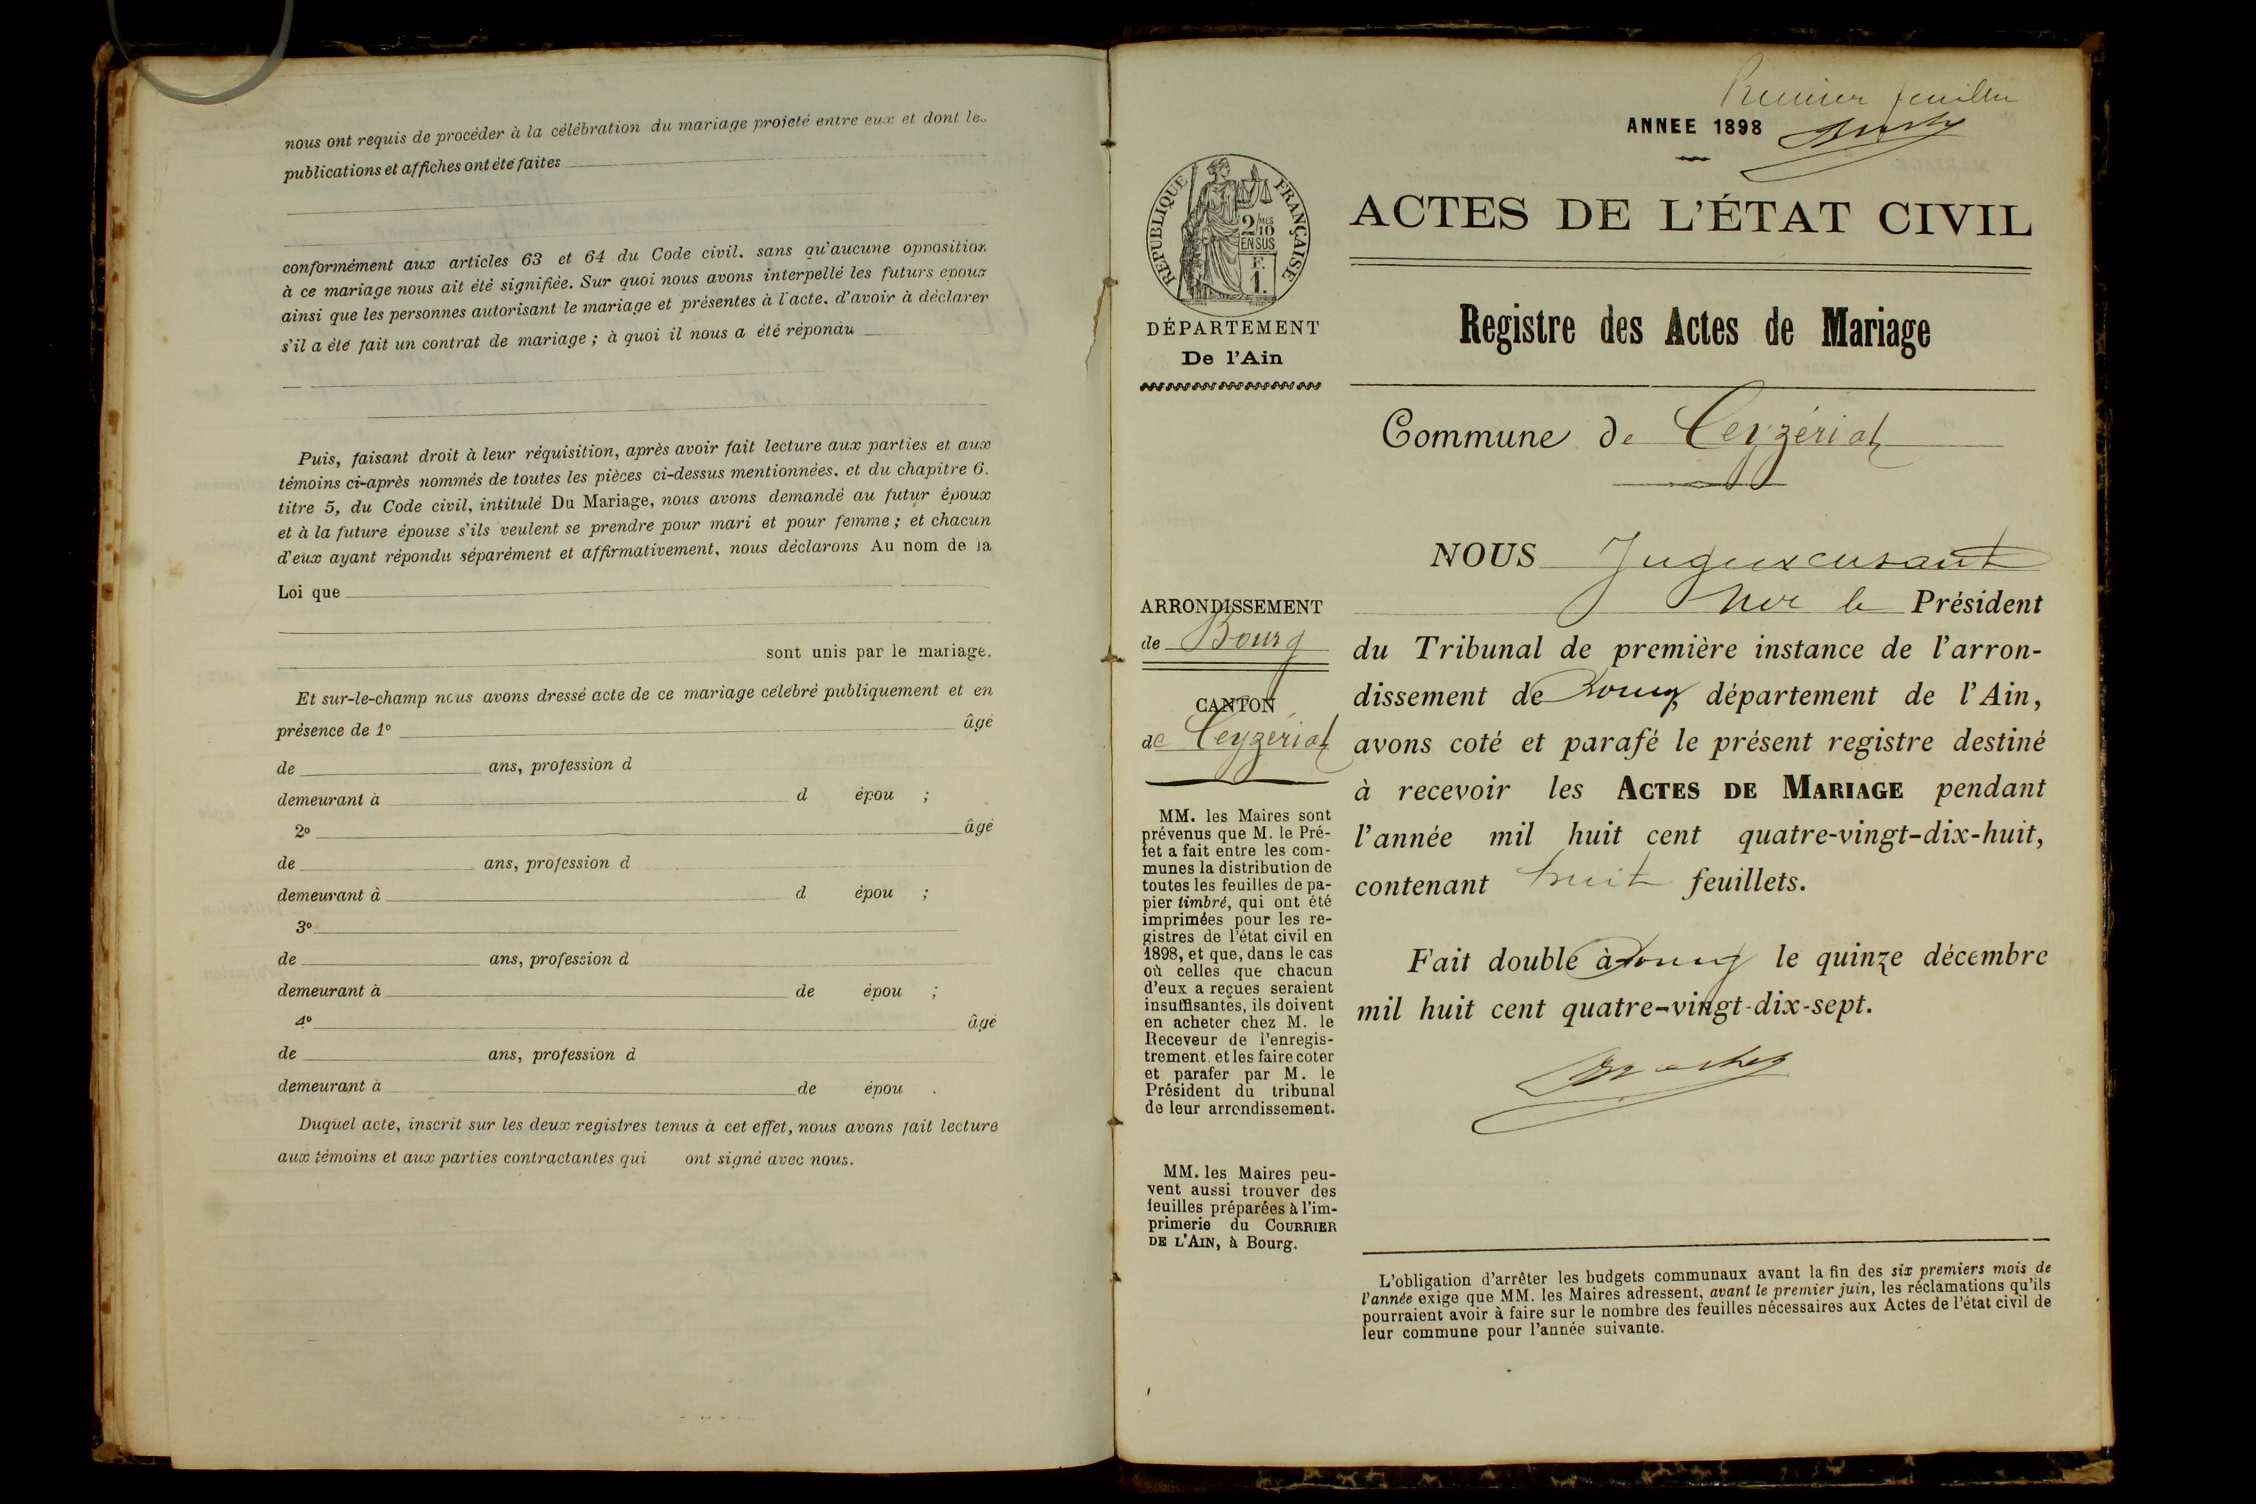 nous ont requis de procéder à la célébration du mariage projeté entre eux et dont les
publications et affiches ont été faites
conformément aux articles 63 et 64 du Code civil, sans qu'aucune opposition
à ce mariage nous ait été signifiée. Sur quoi nous avons interpellé les futurs époux
ainsi que les personnes autorisant le mariage et présentes à l'acte, d'avoir à déclarer
s'il a été fait un contrat de mariage ; à quoi il nous a été répondu
Puis, faisant droit à leur réquisition, après avoir fait lecture aux parties et aux
témoins ci-après nommés de toutes les pièces ci-dessus mentionnées, et du chapitre 6,
titre 5, du Code civil, intitulé Du Mariage, nous avons demandé au futur époux
et à la future épouse s'ils veulent se prendre pour mari et pour femme ; et chacun
d'eux ayant répondu séparément et affirmativement, nous déclarons Au nom de la
Loi que
sont unis par le mariage.
Et sur-le-champ nous avons dressé acte de ce mariage célébré publiquement et en
présence de 1º âgé
de ans, profession d
demeurant à d épou ;
2º âgé
de ans, profession d
demeurant à d épou ;
3º
de ans, profession d
demeurant à de épou ;
4º âgé
de ans, profession d
demeurant à de épou .
Duquel acte, inscrit sur les deux registres tenus à cet effet, nous avons fait lecture
aux témoins et aux parties contractantes qui ont signé avec nous.
Premier feuillet
ANNEE 1898
RÉPUBLIQUE FRANÇAISE
2/10 MES
EN SUS
F.
1.
DÉPARTEMENT
De l'Ain
ACTES DE L'ÉTAT CIVIL
Registre des Actes de Mariage
Commune de Ceyzériat
ARRONDISSEMENT
de Bourg
CANTON
de Ceyzériat
MM. les Maires sont
prévenus que M. le Pré-
fet a fait entre les com-
munes la distribution de
toutes les feuilles de pa-
pier timbré, qui ont été
imprimées pour les re-
gistres de l'état civil en
1898, et que, dans le cas
où celles que chacun
d'eux a reçues seraient
insuffisantes, ils doivent
en acheter chez M. le
Receveur de l'enregis-
trement, et les faire coter
et parafer par M. le
Président du tribunal
de leur arrondissement.
MM. les Maires peu-
vent aussi trouver des
feuilles préparées à l'im-
primerie du COURRIER
DE L'AIN, à Bourg.
NOUS
le Président
du Tribunal de première instance de l'arron-
dissement de Bourg, département de l'Ain,
avons coté et parafé le présent registre destiné
à recevoir les ACTES DE MARIAGE pendant
l'année mil huit cent quatre-vingt-dix-huit,
contenant huit feuillets.
Fait double à Bourg le quinze décembre
mil huit cent quatre-vingt-dix-sept.
L'obligation d'arrêter les budgets communaux avant la fin des six premiers mois de
l'année exige que MM. les Maires adressent, avant le premier juin, les réclamations qu'ils
pourraient avoir à faire sur le nombre des feuilles nécessaires aux Actes de l'état civil de
leur commune pour l'année suivante.